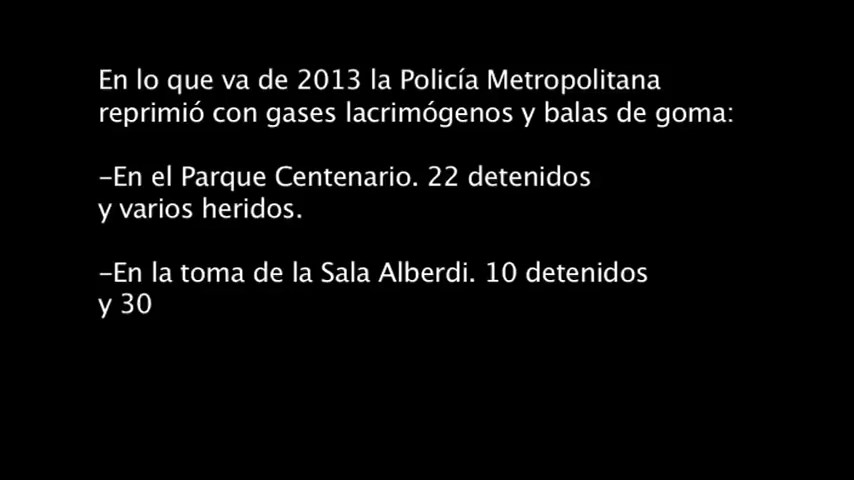 En lo que va de 2013 la Policía Metropolitana
reprimió con gases lacrimógenos y balas de goma:
-En el Parque Centenario. 22 detenidos
y varios heridos.
-En la toma de la Sala Alberdi. 10 detenidos
y 30